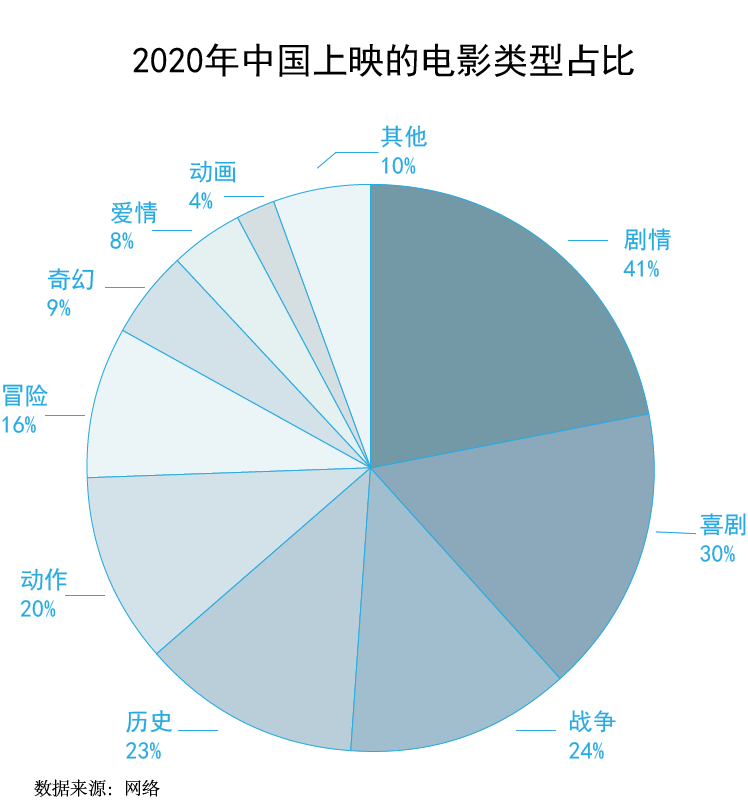 2020年中国上映的电影类型占比
其他
10%
动画
4%
爱情
8%
剧情
41%
奇幻
9%
冒险
16%
喜剧
30%
动作
20%
历史
23%
战争
24%
数据来源：网络